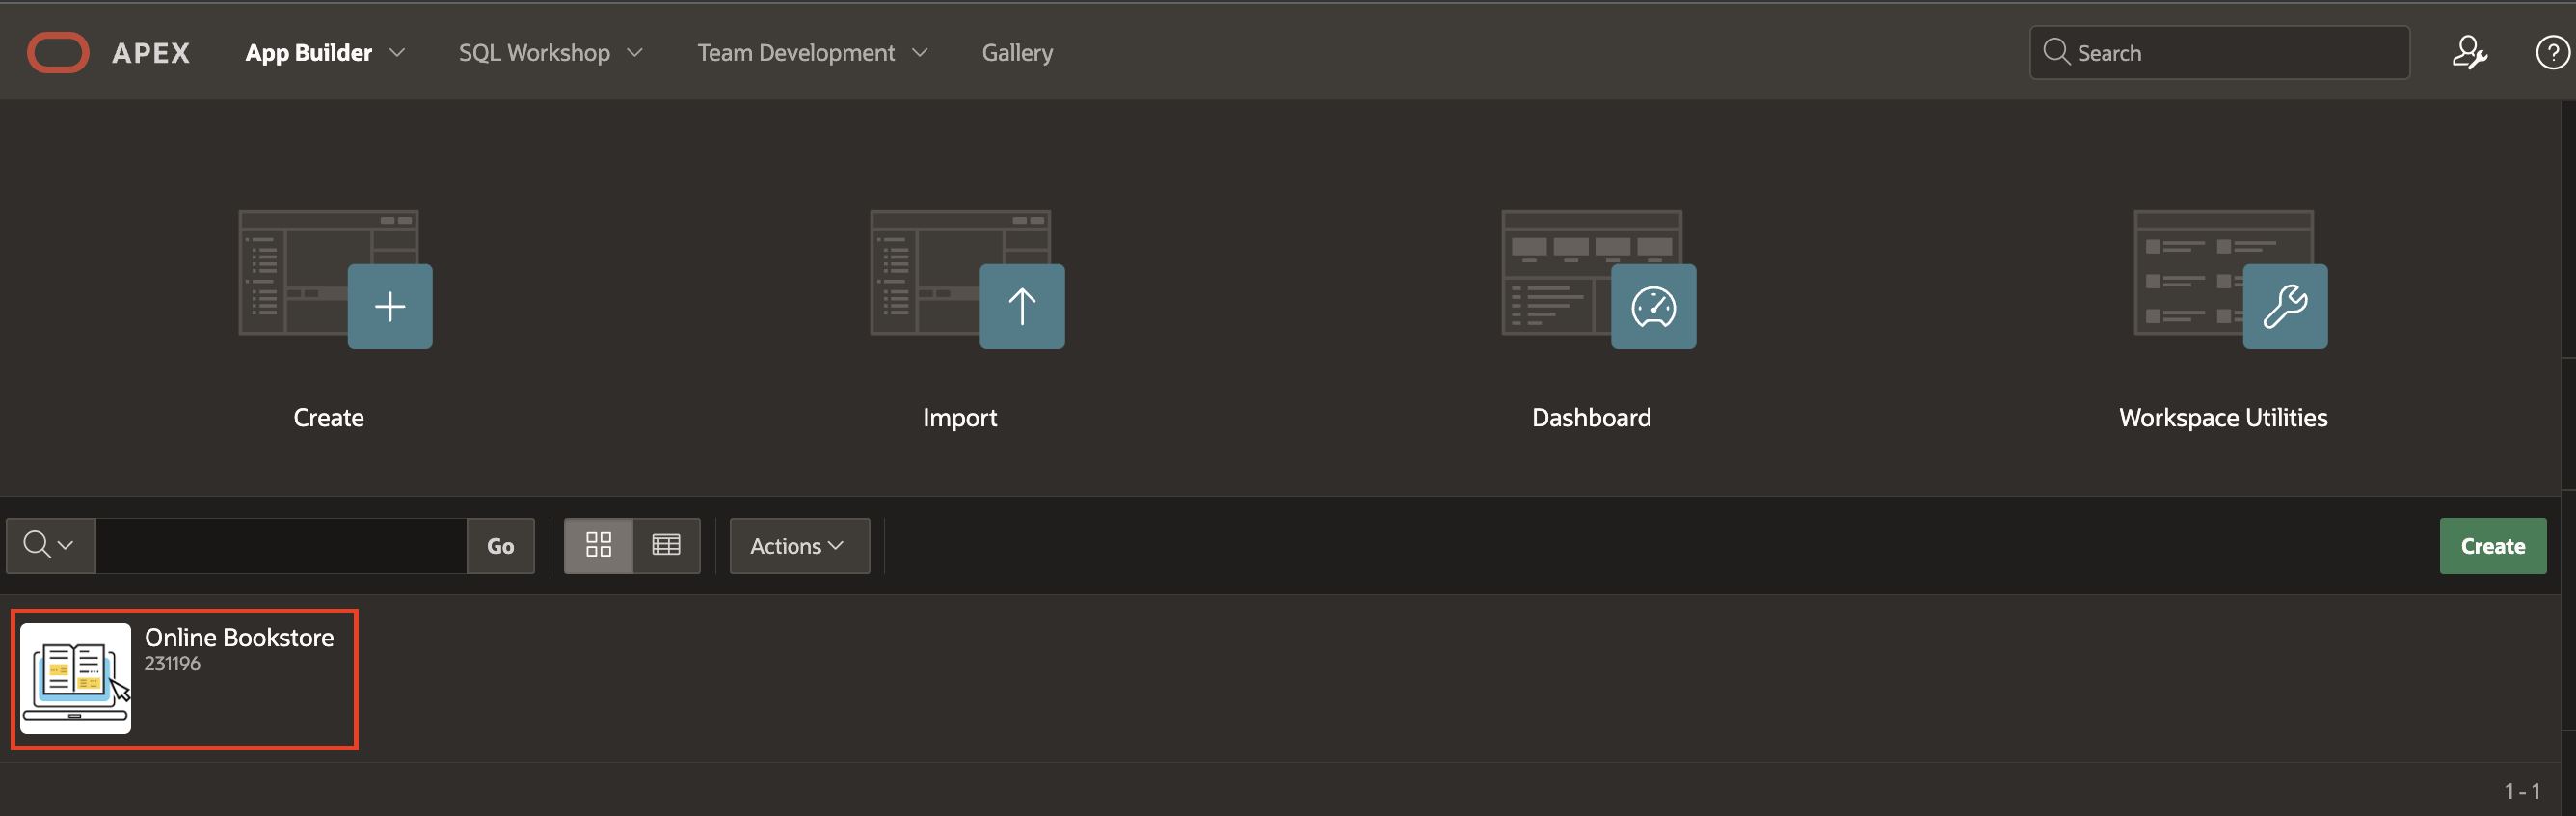 APEX App Builder SQL Workshop Team Development Gallery Search ?
Create Import Dashboard Workspace Utilities
Go Actions Create
Online Bookstore
231196
1 - 1